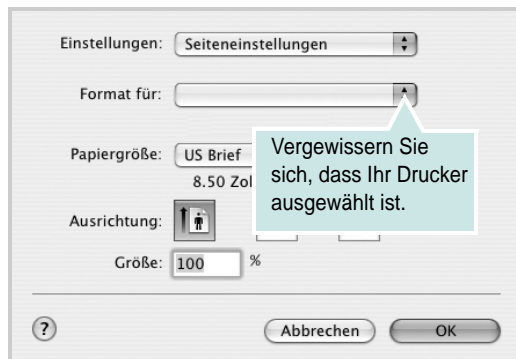 Einstellungen: Seiteneinstellungen
Format für:
Papiergröße: US Brief
8.50 Zol
Vergewissern Sie
sich, dass Ihr Drucker
ausgewählt ist.
Ausrichtung:
Größe: 100 %
? Abbrechen OK